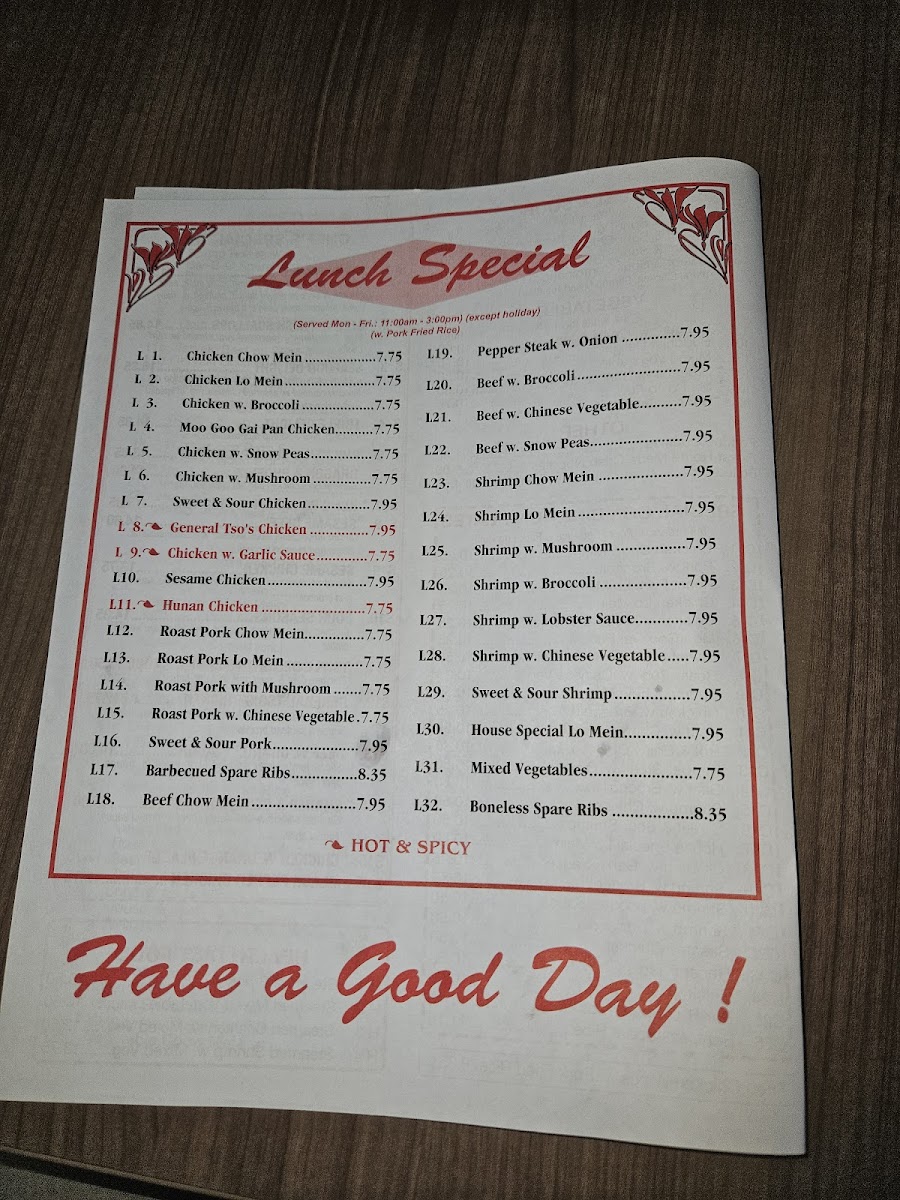 Lunch Special
(Served Mon - Fri.: 11:00am - 3:00pm) (except holiday)
(w. Pork Fried Rice)
L 1. Chicken Chow Mein ..................7.75
L 2. Chicken Lo Mein.......................7.75
L 3. Chicken w. Broccoli ...................7.75
L 4. Moo Goo Gai Pan Chicken..........7.75
L 5. Chicken w. Snow Peas................7.75
L 6. Chicken w. Mushroom ...............7.75
L 7. Sweet & Sour Chicken................7.95
L 8. General Tso's Chicken ...............7.95
L 9. Chicken w. Garlic Sauce.............7.75
L10. Sesame Chicken.........................7.95
L11. Hunan Chicken ..........................7.75
L12. Roast Pork Chow Mein...............7.75
L13. Roast Pork Lo Mein ...................7.75
L14. Roast Pork with Mushroom .......7.75
L15. Roast Pork w. Chinese Vegetable.7.75
L16. Sweet & Sour Pork.....................7.95
L17. Barbecued Spare Ribs................8.35
L18. Beef Chow Mein .........................7.95
L19. Pepper Steak w. Onion ..............7.95
L20. Beef w. Broccoli.........................7.95
L21. Beef w. Chinese Vegetable..........7.95
L22. Beef w. Snow Peas......................7.95
L23. Shrimp Chow Mein ....................7.95
L24. Shrimp Lo Mein .........................7.95
L25. Shrimp w. Mushroom .................7.95
L26. Shrimp w. Broccoli .....................7.95
L27. Shrimp w. Lobster Sauce............7.95
L28. Shrimp w. Chinese Vegetable.....7.95
L29. Sweet & Sour Shrimp .................7.95
L30. House Special Lo Mein...............7.95
L31. Mixed Vegetables........................7.75
L32. Boneless Spare Ribs ..................8.35
HOT & SPICY
Have a Good Day !